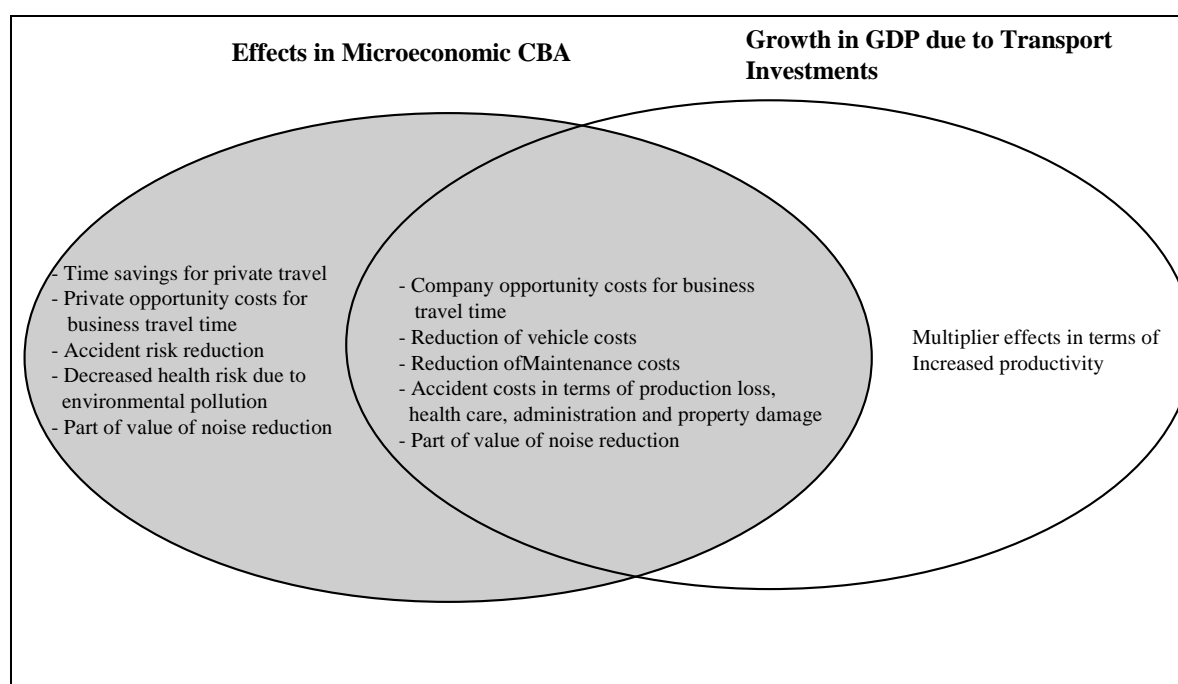 Effects in Microeconomic CBA
Growth in GDP due to Transport
Investments
- Time savings for private travel
- Private opportunity costs for
business travel time
- Accident risk reduction
- Decreased health risk due to
environmental pollution
- Part of value of noise reduction
- Company opportunity costs for business
travel time
- Reduction of vehicle costs
- Reduction ofMaintenance costs
- Accident costs in terms of production loss,
health care, administration and property damage
- Part of value of noise reduction
Multiplier effects in terms of
Increased productivity